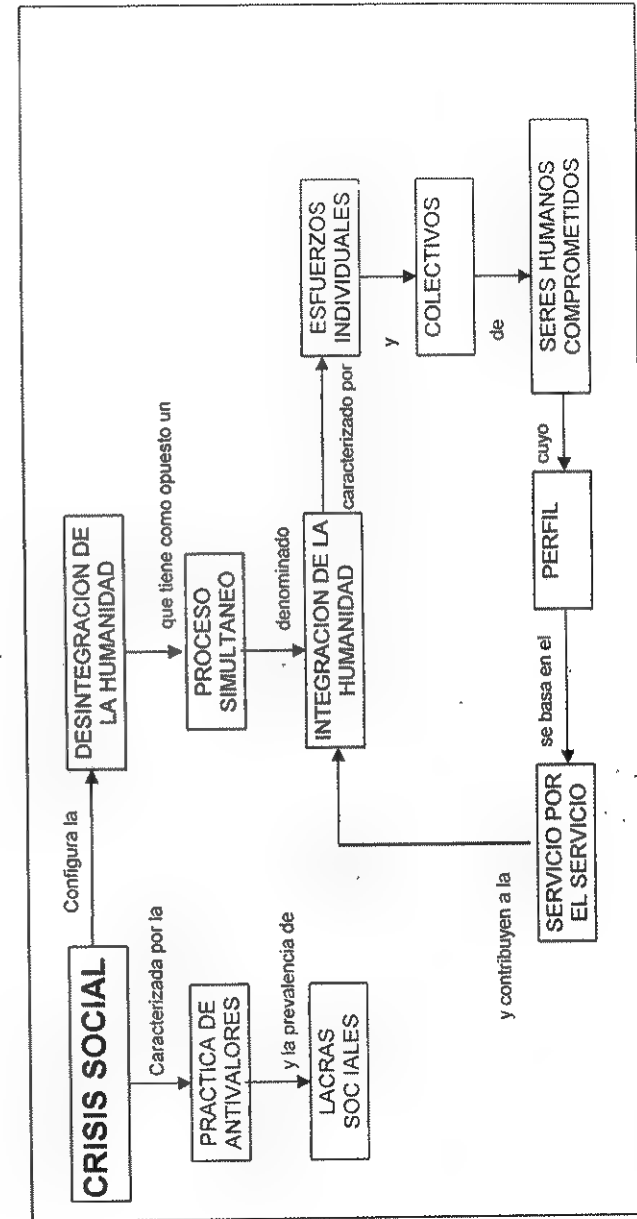 CRISIS SOCIAL
Configura la
DESINTEGRACION DE
LA HUMANIDAD
que tiene como opuesto un
PROCESO
SIMULTANEO
denominado
INTEGRACION DE LA
HUMANIDAD
caracterizado por
ESFUERZOS
INDIVIDUALES
y
COLECTIVOS
de
SERES HUMANOS
COMPROMETIDOS
cuyo
PERFIL
se basa en el
SERVICIO POR
EL SERVICIO
y contribuyen a la
Caracterizada por la
PRACTICA DE
ANTIVALORES
y la prevalencia de
LACRAS
SOC IALES